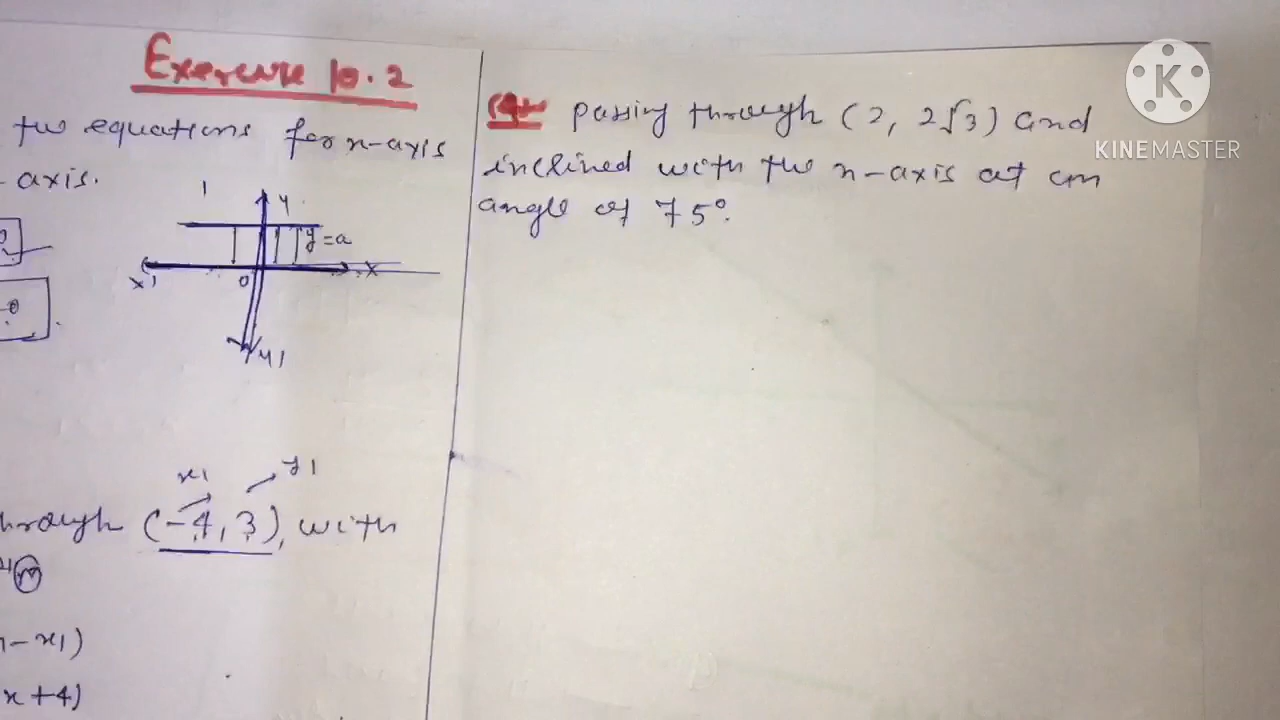 Exercise 10.2
the equations for x-axis
axis.
1 Y
y = a
X' O X
Y'
x1 y1
through (-4, 3), with
m
x - x1)
x + 4)
passing through (2, 2√3) and
inclined with the x-axis at an
angle of 75°.
K
KINEMASTER